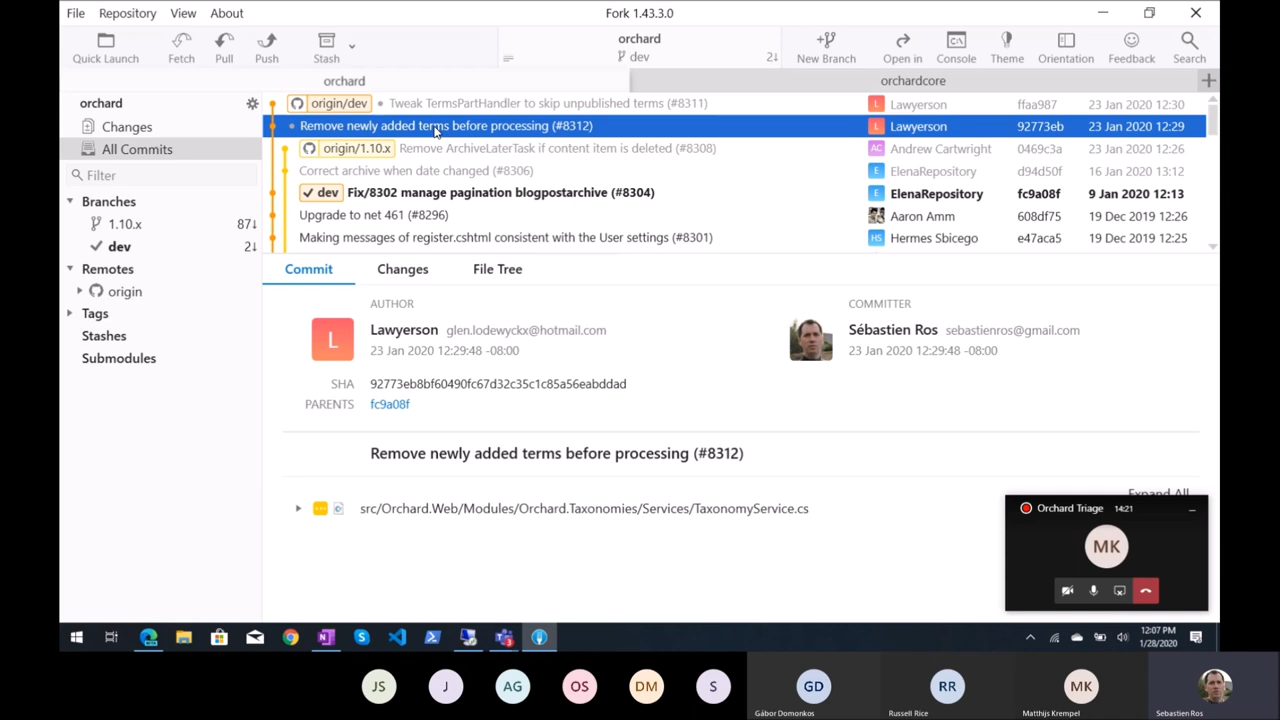 File Repository View About Fork 1.43.3.0
Quick Launch Fetch Pull Push Stash orchard dev 2↓ New Branch Open in Console Theme Orientation Feedback Search
orchard orchardcore
orchard
Changes
All Commits
Filter
Branches
1.10.x 87↓
dev 2↓
Remotes
origin
Tags
Stashes
Submodules
origin/dev Tweak TermsPartHandler to skip unpublished terms (#8311) L Lawyerson ffaa987 23 Jan 2020 12:30
Remove newly added terms before processing (#8312) L Lawyerson 92773eb 23 Jan 2020 12:29
origin/1.10.x Remove ArchiveLaterTask if content item is deleted (#8308) AC Andrew Cartwright 0469c3a 23 Jan 2020 12:26
Correct archive when date changed (#8306) E ElenaRepository d94d50f 16 Jan 2020 13:12
dev Fix/8302 manage pagination blogpostarchive (#8304) E ElenaRepository fc9a08f 9 Jan 2020 12:13
Upgrade to net 461 (#8296) Aaron Amm 608df75 19 Dec 2019 12:26
Making messages of register.cshtml consistent with the User settings (#8301) HS Hermes Sbicego e47aca5 19 Dec 2019 12:25
Commit Changes File Tree
AUTHOR COMMITTER
L Lawyerson glen.lodewyckx@hotmail.com Sébastien Ros sebastienros@gmail.com
23 Jan 2020 12:29:48 -08:00 23 Jan 2020 12:29:48 -08:00
SHA 92773eb8bf60490fc67d32c35c1c85a56eabddad
PARENTS fc9a08f
Remove newly added terms before processing (#8312)
Expand All
src/Orchard.Web/Modules/Orchard.Taxonomies/Services/TaxonomyService.cs
Orchard Triage 14:21
MK
12:07 PM
1/28/2020
JS J AG OS DM S GD RR MK
Gábor Domonkos Russell Rice Matthijs Krempel Sebastien Ros